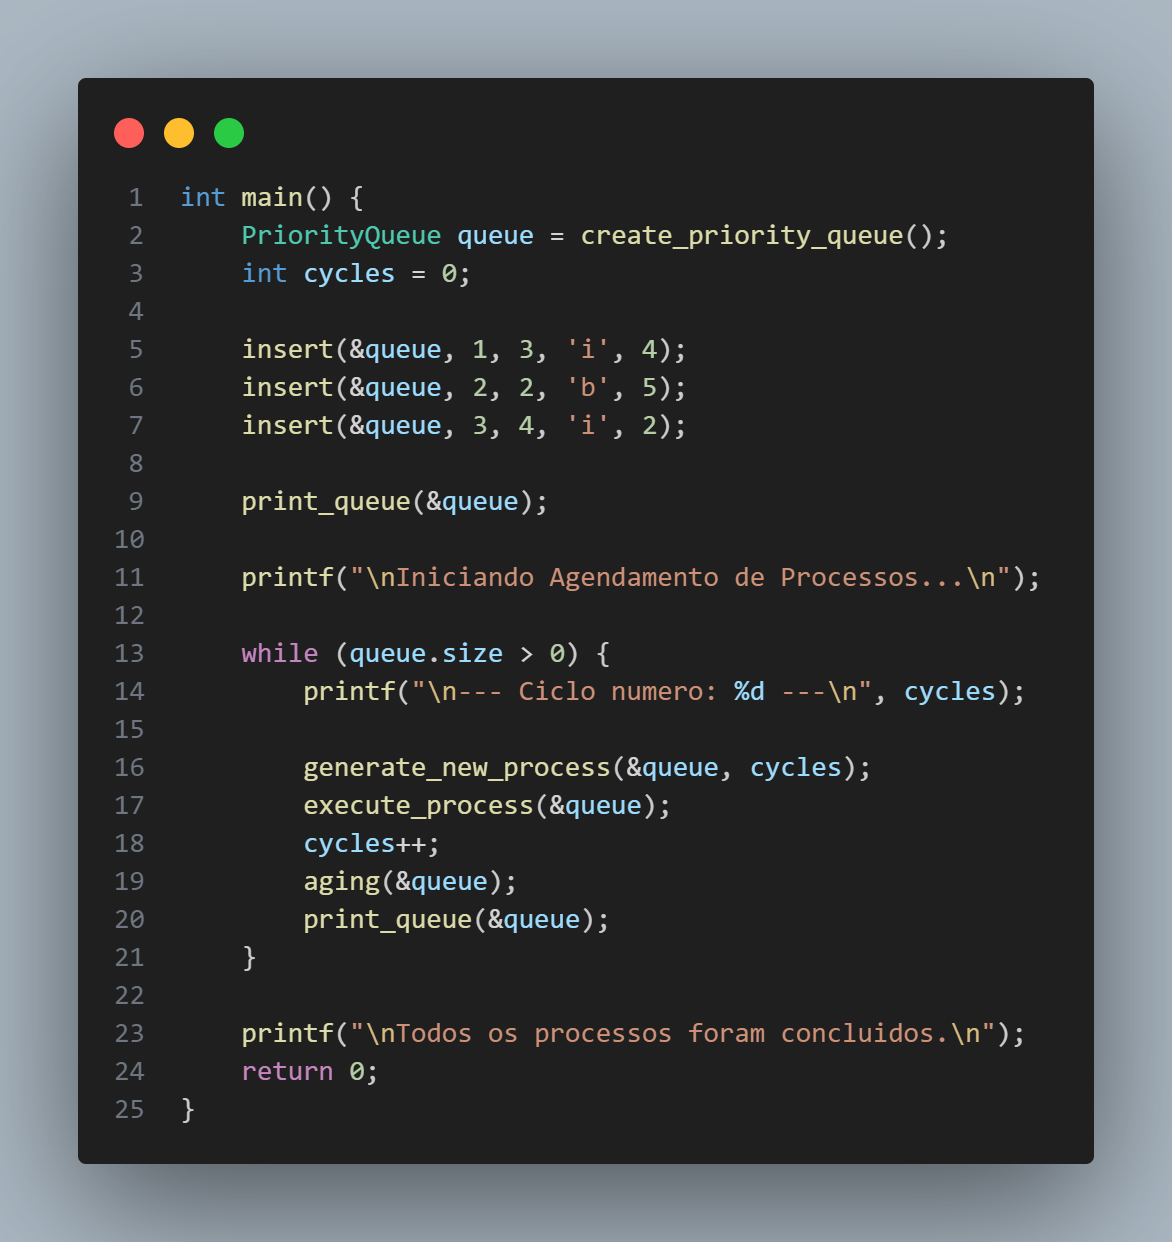 1 int main() {
2     PriorityQueue queue = create_priority_queue();
3     int cycles = 0;
4
5     insert(&queue, 1, 3, 'i', 4);
6     insert(&queue, 2, 2, 'b', 5);
7     insert(&queue, 3, 4, 'i', 2);
8
9     print_queue(&queue);
10
11     printf("\nIniciando Agendamento de Processos...\n");
12
13     while (queue.size > 0) {
14         printf("\n--- Ciclo numero: %d ---\n", cycles);
15
16         generate_new_process(&queue, cycles);
17         execute_process(&queue);
18         cycles++;
19         aging(&queue);
20         print_queue(&queue);
21     }
22
23     printf("\nTodos os processos foram concluidos.\n");
24     return 0;
25 }